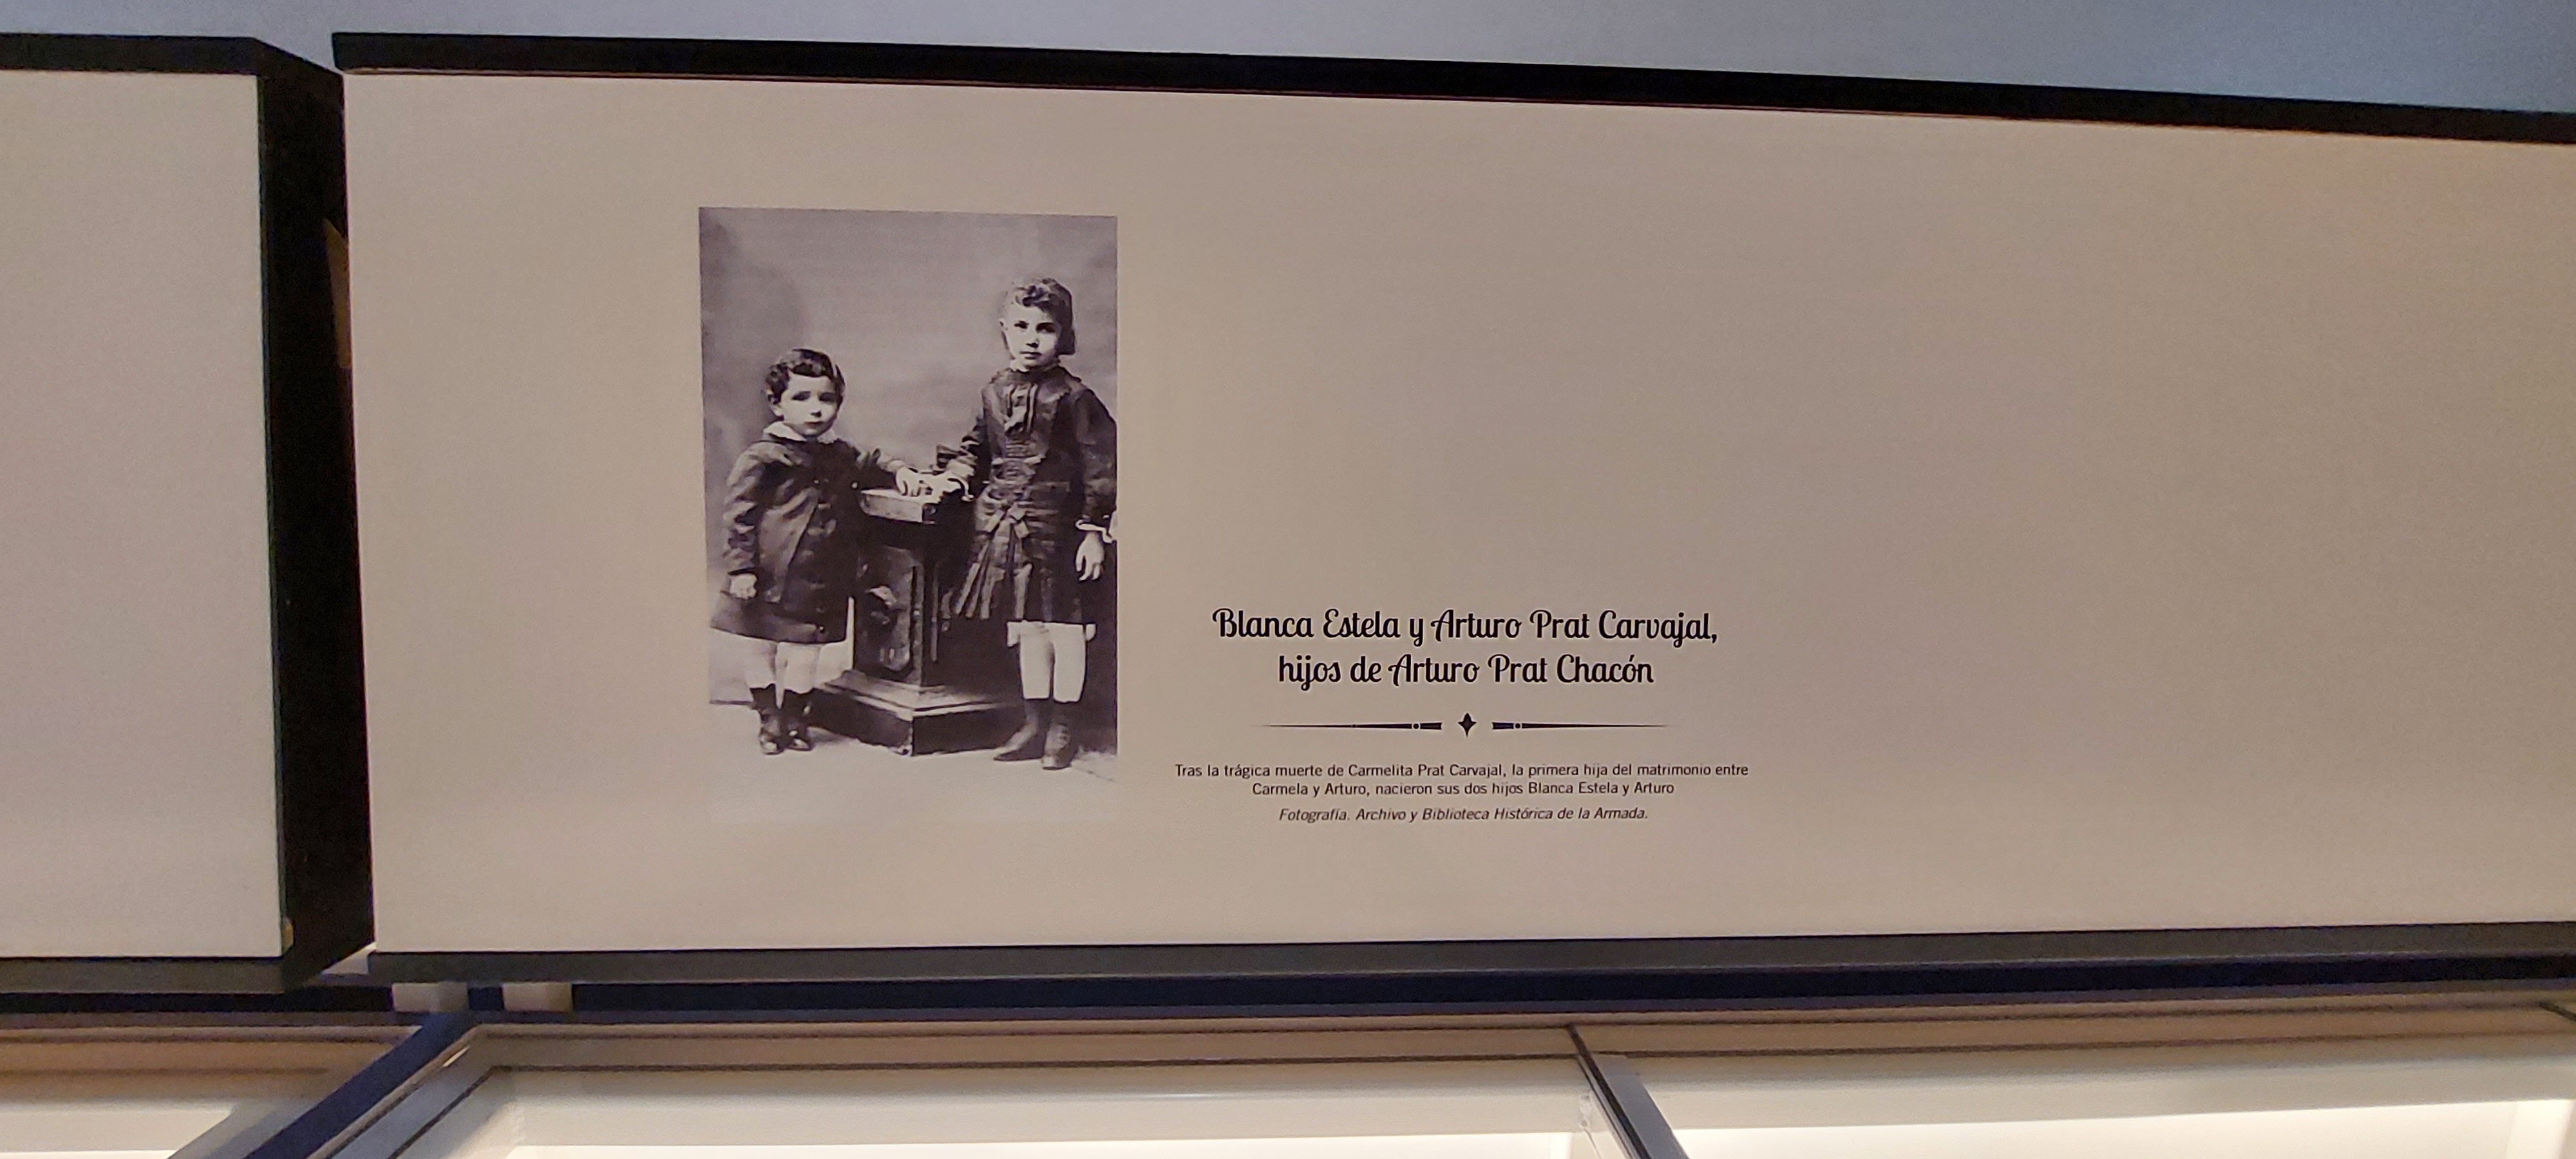 Blanca Estela y Arturo Prat Carvajal,
hijos de Arturo Prat Chacón
Tras la trágica muerte de Carmelita Prat Carvajal, la primera hija del matrimonio entre
Carmela y Arturo, nacieron sus dos hijos Blanca Estela y Arturo
Fotografía. Archivo y Biblioteca Histórica de la Armada.